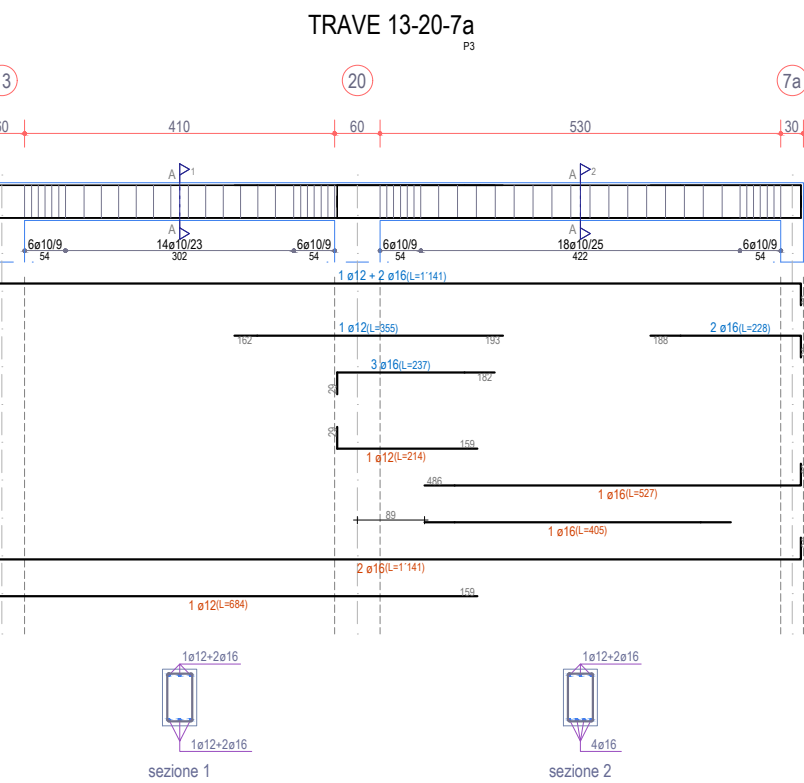 TRAVE 13-20-7a
P3
3 20 7a
60 410 60 530 30
A 1 A 2
A A
6ø10/9 14ø10/23 6ø10/9 6ø10/9 18ø10/25 6ø10/9
54 302 54 54 422 54
1 ø12 + 2 ø16(L=1'141)
1 ø12(L=355) 2 ø16(L=228)
162 193 188
3 ø16(L=237)
29 182
29 159
1 ø12(L=214)
486
1 ø16(L=527)
89
1 ø16(L=405)
2 ø16(L=1'141)
159
1 ø12(L=684)
1ø12+2ø16 1ø12+2ø16
1ø12+2ø16 4ø16
sezione 1 sezione 2